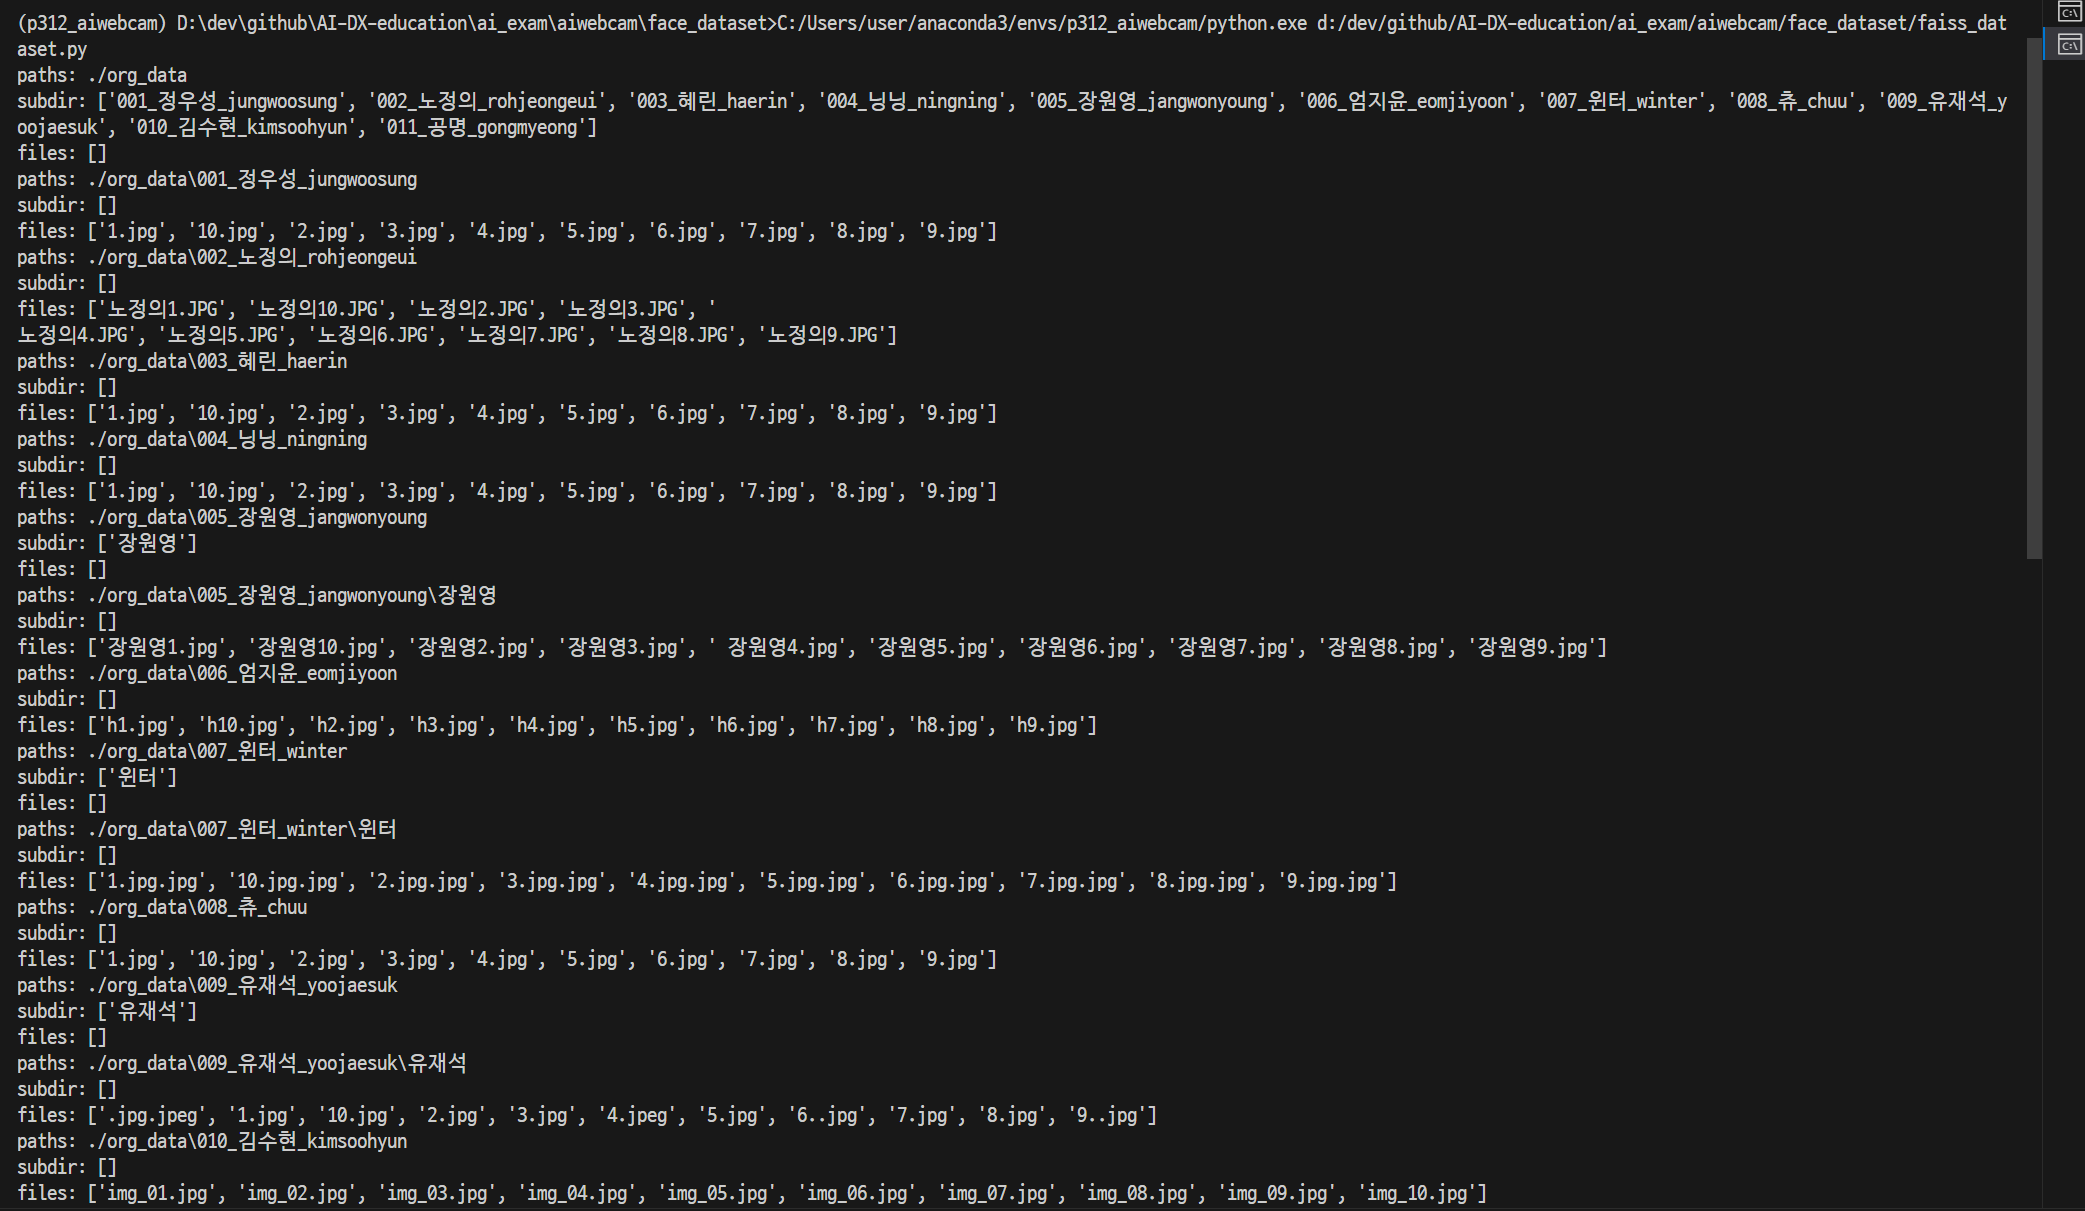 (p312_aiwebcam) D:\dev\github\AI-DX-education\ai_exam\aiwebcam\face_dataset>C:/Users/user/anaconda3/envs/p312_aiwebcam/python.exe d:/dev/github/AI-DX-education/ai_exam/aiwebcam/face_dataset/faiss_dat
aset.py
paths: ./org_data
subdir: ['001_정우성_jungwoosung', '002_노정의_rohjeongeui', '003_혜린_haerin', '004_닝닝_ningning', '005_장원영_jangwonyoung', '006_엄지윤_eomjiyoon', '007_윈터_winter', '008_츄_chuu', '009_유재석_y
oojaesuk', '010_김수현_kimsoohyun', '011_공명_gongmyeong']
files: []
paths: ./org_data\001_정우성_jungwoosung
subdir: []
files: ['1.jpg', '10.jpg', '2.jpg', '3.jpg', '4.jpg', '5.jpg', '6.jpg', '7.jpg', '8.jpg', '9.jpg']
paths: ./org_data\002_노정의_rohjeongeui
subdir: []
files: ['노정의1.JPG', '노정의10.JPG', '노정의2.JPG', '노정의3.JPG', '
노정의4.JPG', '노정의5.JPG', '노정의6.JPG', '노정의7.JPG', '노정의8.JPG', '노정의9.JPG']
paths: ./org_data\003_혜린_haerin
subdir: []
files: ['1.jpg', '10.jpg', '2.jpg', '3.jpg', '4.jpg', '5.jpg', '6.jpg', '7.jpg', '8.jpg', '9.jpg']
paths: ./org_data\004_닝닝_ningning
subdir: []
files: ['1.jpg', '10.jpg', '2.jpg', '3.jpg', '4.jpg', '5.jpg', '6.jpg', '7.jpg', '8.jpg', '9.jpg']
paths: ./org_data\005_장원영_jangwonyoung
subdir: ['장원영']
files: []
paths: ./org_data\005_장원영_jangwonyoung\장원영
subdir: []
files: ['장원영1.jpg', '장원영10.jpg', '장원영2.jpg', '장원영3.jpg', ' 장원영4.jpg', '장원영5.jpg', '장원영6.jpg', '장원영7.jpg', '장원영8.jpg', '장원영9.jpg']
paths: ./org_data\006_엄지윤_eomjiyoon
subdir: []
files: ['h1.jpg', 'h10.jpg', 'h2.jpg', 'h3.jpg', 'h4.jpg', 'h5.jpg', 'h6.jpg', 'h7.jpg', 'h8.jpg', 'h9.jpg']
paths: ./org_data\007_윈터_winter
subdir: ['윈터']
files: []
paths: ./org_data\007_윈터_winter\윈터
subdir: []
files: ['1.jpg.jpg', '10.jpg.jpg', '2.jpg.jpg', '3.jpg.jpg', '4.jpg.jpg', '5.jpg.jpg', '6.jpg.jpg', '7.jpg.jpg', '8.jpg.jpg', '9.jpg.jpg']
paths: ./org_data\008_츄_chuu
subdir: []
files: ['1.jpg', '10.jpg', '2.jpg', '3.jpg', '4.jpg', '5.jpg', '6.jpg', '7.jpg', '8.jpg', '9.jpg']
paths: ./org_data\009_유재석_yoojaesuk
subdir: ['유재석']
files: []
paths: ./org_data\009_유재석_yoojaesuk\유재석
subdir: []
files: ['.jpg.jpeg', '1.jpg', '10.jpg', '2.jpg', '3.jpg', '4.jpeg', '5.jpg', '6..jpg', '7.jpg', '8.jpg', '9..jpg']
paths: ./org_data\010_김수현_kimsoohyun
subdir: []
files: ['img_01.jpg', 'img_02.jpg', 'img_03.jpg', 'img_04.jpg', 'img_05.jpg', 'img_06.jpg', 'img_07.jpg', 'img_08.jpg', 'img_09.jpg', 'img_10.jpg']